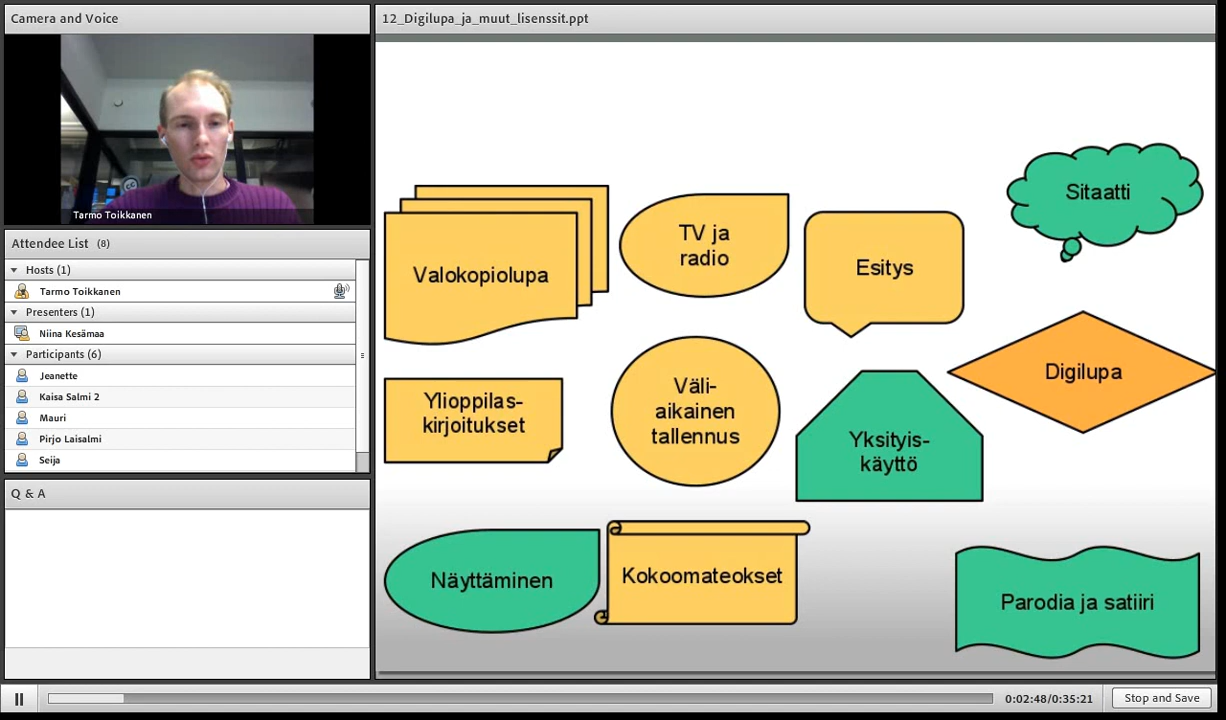 Camera and Voice
Tarmo Toikkanen
Attendee List (8)
Hosts (1)
Tarmo Toikkanen
Presenters (1)
Niina Kesämaa
Participants (6)
Jeanette
Kaisa Salmi 2
Mauri
Pirjo Laisalmi
Seija
Q & A
12_Digilupa_ja_muut_lisenssit.ppt
Sitaatti
Valokopiolupa
TV ja
radio
Esitys
Digilupa
Ylioppilas-
kirjoitukset
Väli-
aikainen
tallennus
Yksityis-
käyttö
Näyttäminen
Kokoomateokset
Parodia ja satiiri
0:02:48/0:35:21
Stop and Save